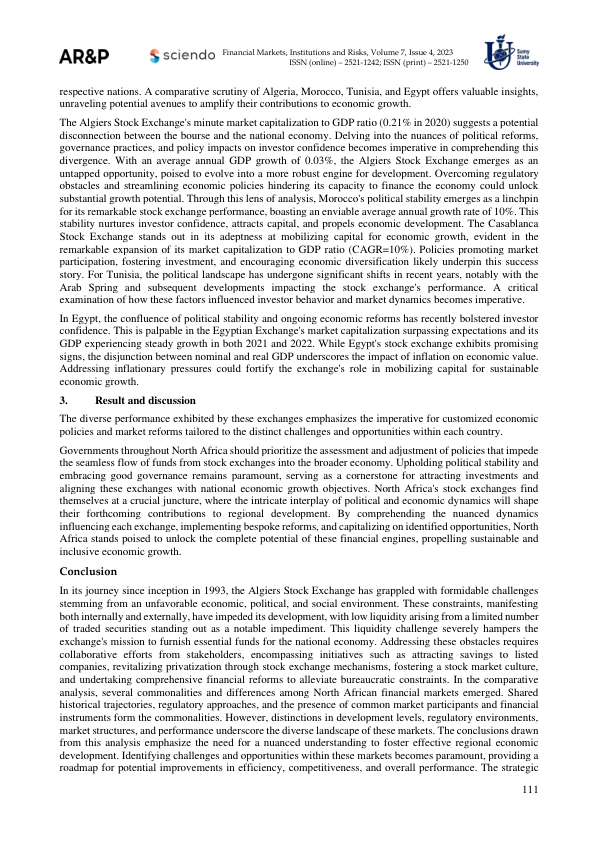 AR&P
sciendo
Financial Markets, Institutions and Risks, Volume 7, Issue 4, 2023
ISSN (online) – 2521-1242; ISSN (print) – 2521-1250
Sumy
State
University
respective nations. A comparative scrutiny of Algeria, Morocco, Tunisia, and Egypt offers valuable insights,
unraveling potential avenues to amplify their contributions to economic growth.
The Algiers Stock Exchange's minute market capitalization to GDP ratio (0.21% in 2020) suggests a potential
disconnection between the bourse and the national economy. Delving into the nuances of political reforms,
governance practices, and policy impacts on investor confidence becomes imperative in comprehending this
divergence. With an average annual GDP growth of 0.03%, the Algiers Stock Exchange emerges as an
untapped opportunity, poised to evolve into a more robust engine for development. Overcoming regulatory
obstacles and streamlining economic policies hindering its capacity to finance the economy could unlock
substantial growth potential. Through this lens of analysis, Morocco's political stability emerges as a linchpin
for its remarkable stock exchange performance, boasting an enviable average annual growth rate of 10%. This
stability nurtures investor confidence, attracts capital, and propels economic development. The Casablanca
Stock Exchange stands out in its adeptness at mobilizing capital for economic growth, evident in the
remarkable expansion of its market capitalization to GDP ratio (CAGR=10%). Policies promoting market
participation, fostering investment, and encouraging economic diversification likely underpin this success
story. For Tunisia, the political landscape has undergone significant shifts in recent years, notably with the
Arab Spring and subsequent developments impacting the stock exchange's performance. A critical
examination of how these factors influenced investor behavior and market dynamics becomes imperative.
In Egypt, the confluence of political stability and ongoing economic reforms has recently bolstered investor
confidence. This is palpable in the Egyptian Exchange's market capitalization surpassing expectations and its
GDP experiencing steady growth in both 2021 and 2022. While Egypt's stock exchange exhibits promising
signs, the disjunction between nominal and real GDP underscores the impact of inflation on economic value.
Addressing inflationary pressures could fortify the exchange's role in mobilizing capital for sustainable
economic growth.
3. Result and discussion
The diverse performance exhibited by these exchanges emphasizes the imperative for customized economic
policies and market reforms tailored to the distinct challenges and opportunities within each country.
Governments throughout North Africa should prioritize the assessment and adjustment of policies that impede
the seamless flow of funds from stock exchanges into the broader economy. Upholding political stability and
embracing good governance remains paramount, serving as a cornerstone for attracting investments and
aligning these exchanges with national economic growth objectives. North Africa's stock exchanges find
themselves at a crucial juncture, where the intricate interplay of political and economic dynamics will shape
their forthcoming contributions to regional development. By comprehending the nuanced dynamics
influencing each exchange, implementing bespoke reforms, and capitalizing on identified opportunities, North
Africa stands poised to unlock the complete potential of these financial engines, propelling sustainable and
inclusive economic growth.
Conclusion
In its journey since inception in 1993, the Algiers Stock Exchange has grappled with formidable challenges
stemming from an unfavorable economic, political, and social environment. These constraints, manifesting
both internally and externally, have impeded its development, with low liquidity arising from a limited number
of traded securities standing out as a notable impediment. This liquidity challenge severely hampers the
exchange's mission to furnish essential funds for the national economy. Addressing these obstacles requires
collaborative efforts from stakeholders, encompassing initiatives such as attracting savings to listed
companies, revitalizing privatization through stock exchange mechanisms, fostering a stock market culture,
and undertaking comprehensive financial reforms to alleviate bureaucratic constraints. In the comparative
analysis, several commonalities and differences among North African financial markets emerged. Shared
historical trajectories, regulatory approaches, and the presence of common market participants and financial
instruments form the commonalities. However, distinctions in development levels, regulatory environments,
market structures, and performance underscore the diverse landscape of these markets. The conclusions drawn
from this analysis emphasize the need for a nuanced understanding to foster effective regional economic
development. Identifying challenges and opportunities within these markets becomes paramount, providing a
roadmap for potential improvements in efficiency, competitiveness, and overall performance. The strategic
111